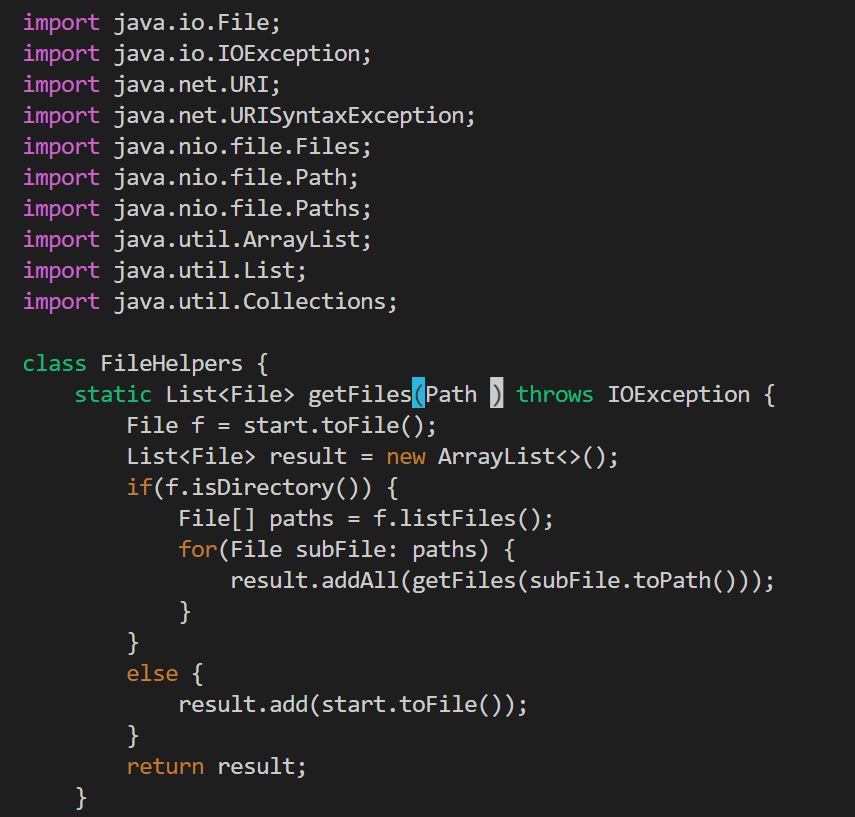 import java.io.File;
import java.io.IOException;
import java.net.URI;
import java.net.URISyntaxException;
import java.nio.file.Files;
import java.nio.file.Path;
import java.nio.file.Paths;
import java.util.ArrayList;
import java.util.List;
import java.util.Collections;

class FileHelpers {
    static List<File> getFiles(Path ) throws IOException {
        File f = start.toFile();
        List<File> result = new ArrayList<>();
        if(f.isDirectory()) {
            File[] paths = f.listFiles();
            for(File subFile: paths) {
                result.addAll(getFiles(subFile.toPath()));
            }
        }
        else {
            result.add(start.toFile());
        }
        return result;
    }